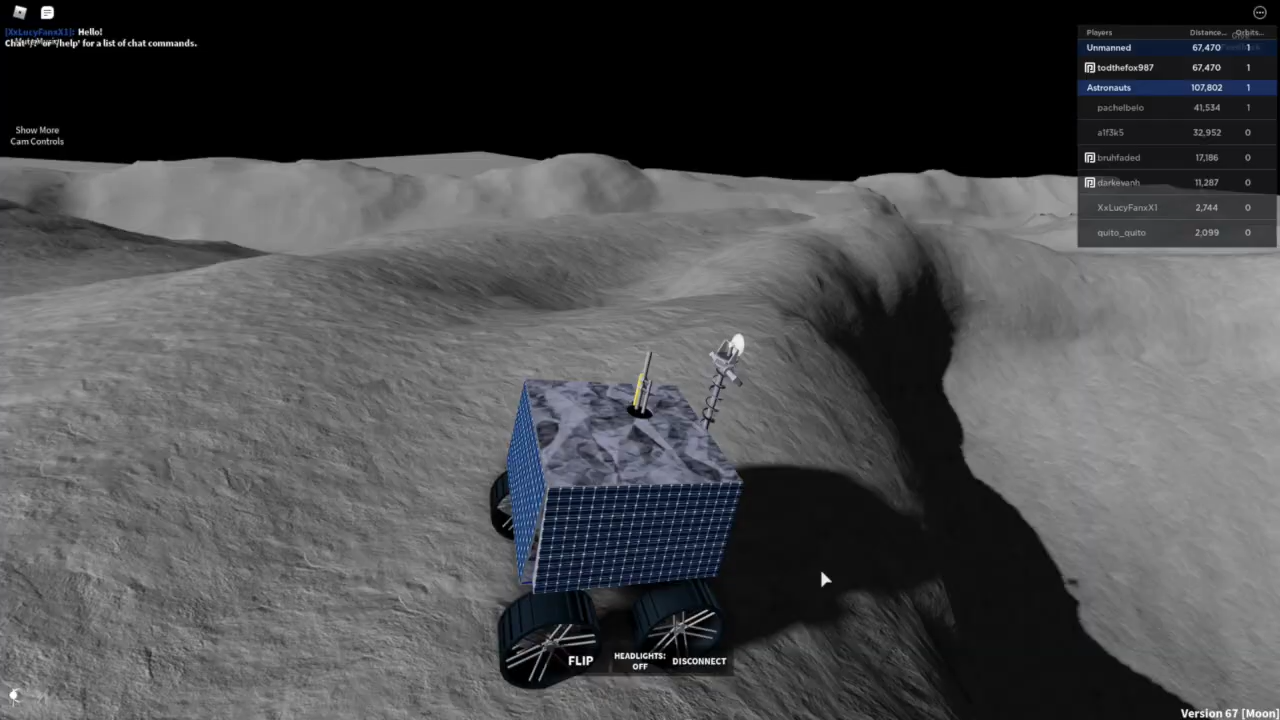 [XxLucyFanxX1]: Hello!
Chat '/?' or '/help' for a list of chat commands.
Show More
Cam Controls
Players Distance... Orbits...
Unmanned 67,470 1
todthefox987 67,470 1
Astronauts 107,802 1
pachelbelo 41,534 1
a1f3k5 32,952 0
bruhfaded 17,186 0
darkevanh 11,287 0
XxLucyFanxX1 2,744 0
quito_quito 2,099 0
FLIP
HEADLIGHTS:
OFF
DISCONNECT
Version 67 [Moon]